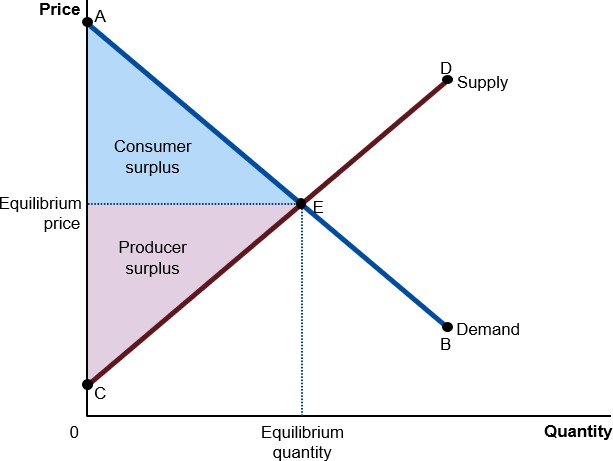 Price
A
D
Supply
Consumer
surplus
Equilibrium
price
E
Producer
surplus
Demand
B
C
0
Equilibrium
quantity
Quantity